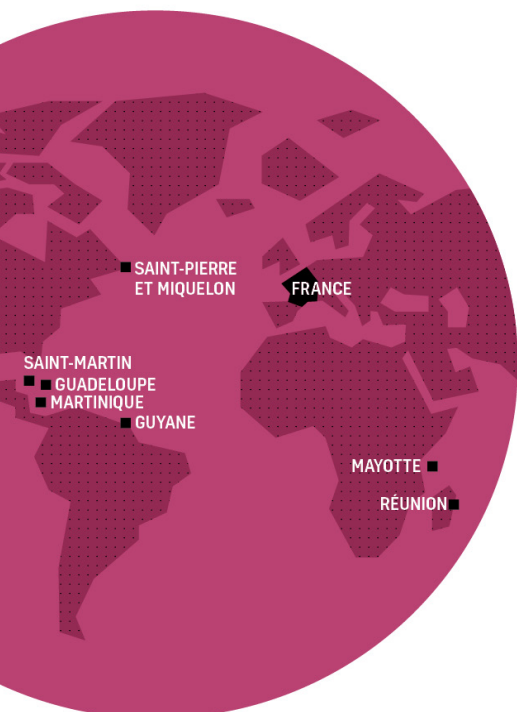 SAINT-PIERRE
ET MIQUELON
FRANCE
SAINT-MARTIN
GUADELOUPE
MARTINIQUE
GUYANE
MAYOTTE
RÉUNION